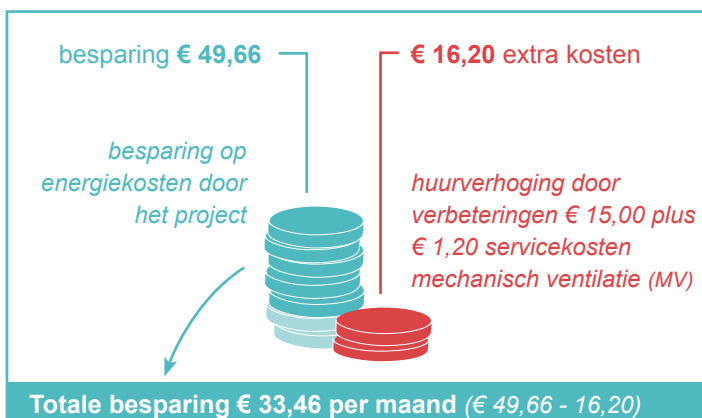 besparing € 49,66
besparing op
energiekosten door
het project
€ 16,20 extra kosten
huurverhoging door
verbeteringen € 15,00 plus
€ 1,20 servicekosten
mechanisch ventilatie (MV)
Totale besparing € 33,46 per maand (€ 49,66 - 16,20)